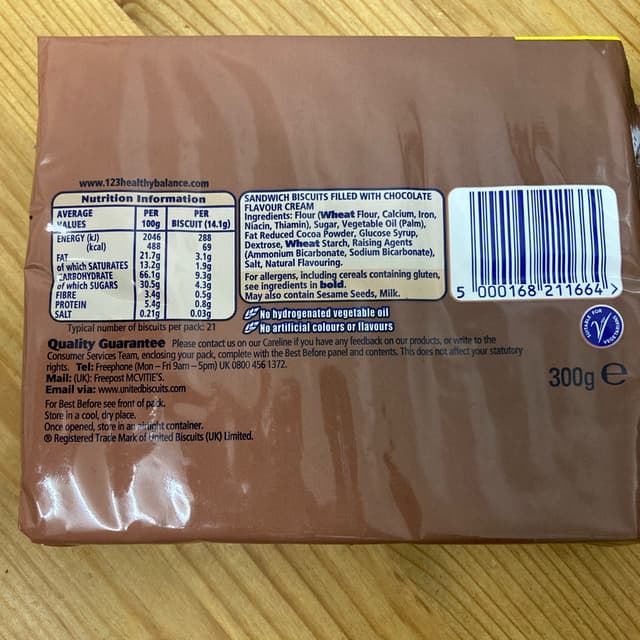 www.123healthybalance.com
Nutrition Information
AVERAGE VALUES PER 100g PER BISCUIT (14.1g)
ENERGY (kJ) 2046 288
(kcal) 488 69
FAT 21.7g 3.1g
of which SATURATES 13.2g 1.9g
CARBOHYDRATE 66.1g 9.3g
of which SUGARS 30.5g 4.3g
FIBRE 3.4g 0.5g
PROTEIN 5.4g 0.8g
SALT 0.21g 0.03g
Typical number of biscuits per pack: 21
SANDWICH BISCUITS FILLED WITH CHOCOLATE
FLAVOUR CREAM
Ingredients: Flour (Wheat Flour, Calcium, Iron,
Niacin, Thiamin), Sugar, Vegetable Oil (Palm),
Fat Reduced Cocoa Powder, Glucose Syrup,
Dextrose, Wheat Starch, Raising Agents
(Ammonium Bicarbonate, Sodium Bicarbonate),
Salt, Natural Flavouring.
For allergens, including cereals containing gluten,
see ingredients in bold.
May also contain Sesame Seeds, Milk.
No hydrogenated vegetable oil
No artificial colours or flavours
5 000168 211664 >
V
300g e
Quality Guarantee Please contact us on our Careline if you have any feedback on our products, or write to the
Consumer Services Team, enclosing your pack, complete with the Best Before panel and contents. This does not affect your statutory
rights. Tel: Freephone (Mon – Fri 9am – 5pm) UK 0800 456 1372.
Mail: (UK): Freepost MCVITIE'S.
Email via: www.unitedbiscuits.com
For Best Before see front of pack.
Store in a cool, dry place.
Once opened, store in an airtight container.
® Registered Trade Mark of United Biscuits (UK) Limited.